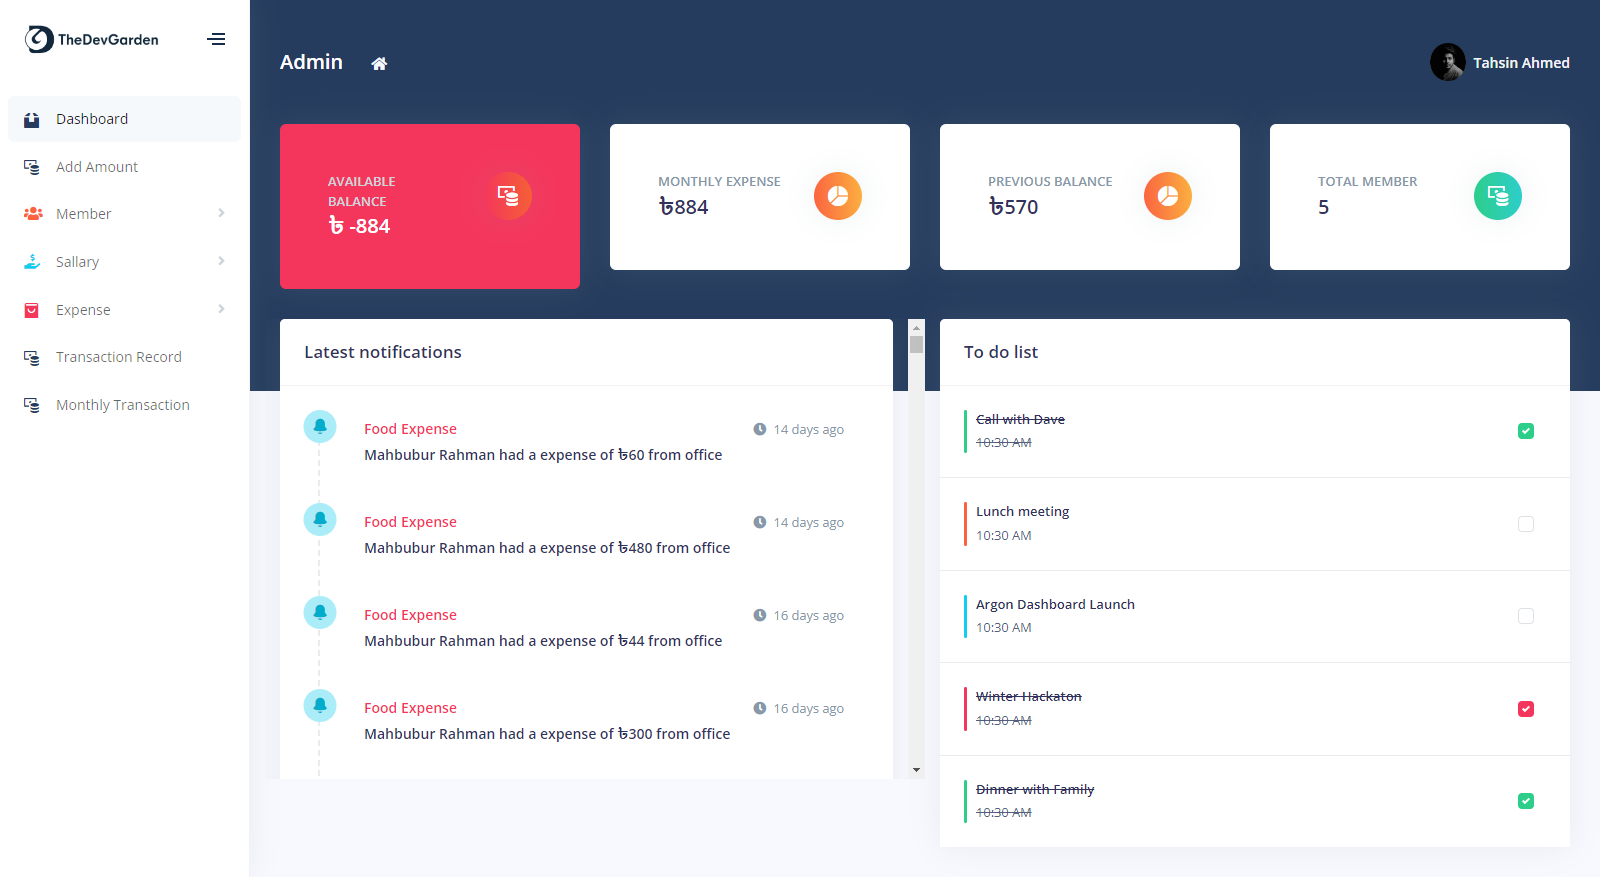 TheDevGarden
Dashboard
Add Amount
Member
Sallary
Expense
Transaction Record
Monthly Transaction
Admin
Tahsin Ahmed
AVAILABLE
BALANCE
৳ -884
MONTHLY EXPENSE
৳884
PREVIOUS BALANCE
৳570
TOTAL MEMBER
5
Latest notifications
Food Expense
14 days ago
Mahbubur Rahman had a expense of ৳60 from office
Food Expense
14 days ago
Mahbubur Rahman had a expense of ৳480 from office
Food Expense
16 days ago
Mahbubur Rahman had a expense of ৳44 from office
Food Expense
16 days ago
Mahbubur Rahman had a expense of ৳300 from office
To do list
Call with Dave
10:30 AM
Lunch meeting
10:30 AM
Argon Dashboard Launch
10:30 AM
Winter Hackaton
10:30 AM
Dinner with Family
10:30 AM